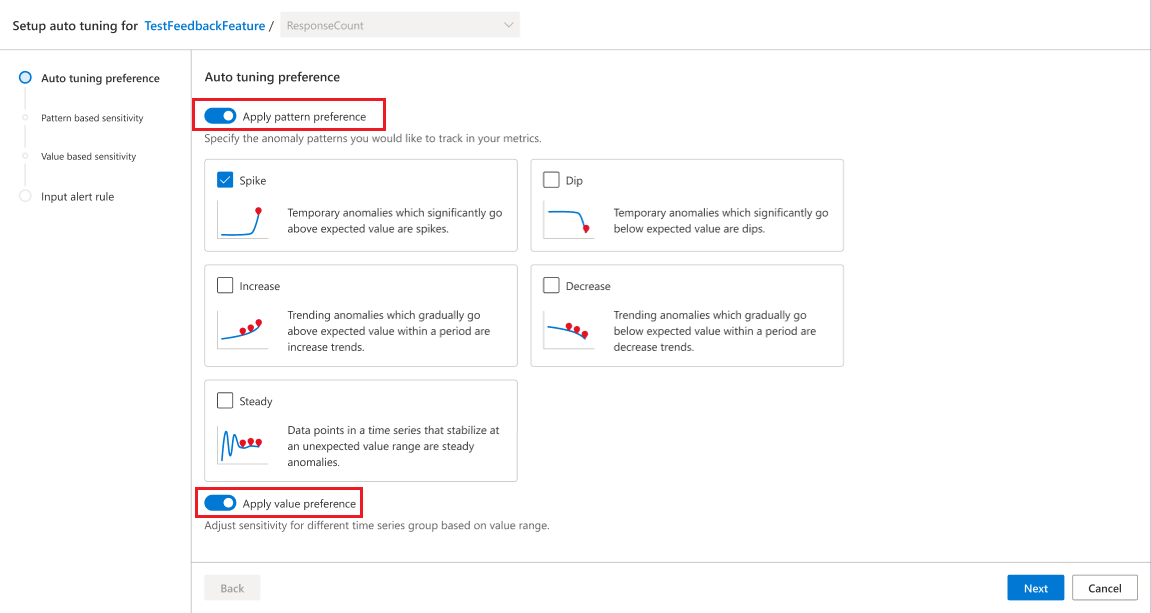 Setup auto tuning for TestFeedbackFeature / ResponseCount
Auto tuning preference
Pattern based sensitivity
Value based sensitivity
Input alert rule
Auto tuning preference
Apply pattern preference
Specify the anomaly patterns you would like to track in your metrics.
Spike
Temporary anomalies which significantly go
above expected value are spikes.
Dip
Temporary anomalies which significantly go
below expected value are dips.
Increase
Trending anomalies which gradually go
above expected value within a period are
increase trends.
Decrease
Trending anomalies which gradually go
below expected value within a period are
decrease trends.
Steady
Data points in a time series that stabilize at
an unexpected value range are steady
anomalies.
Apply value preference
Adjust sensitivity for different time series group based on value range.
Back
Next
Cancel